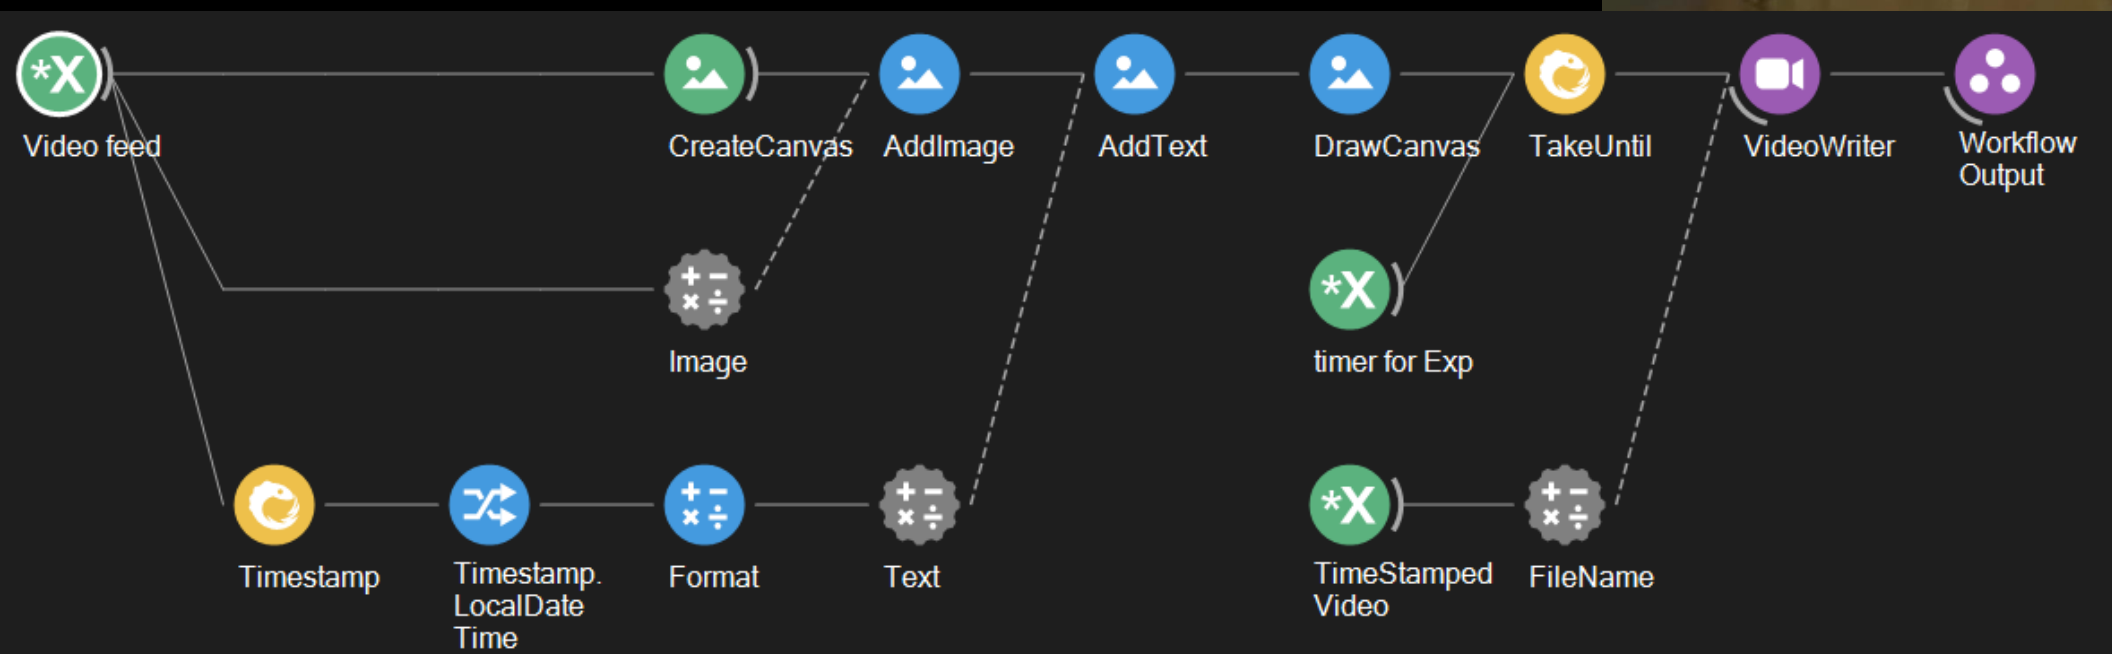 *X
Video feed
CreateCanvas
AddImage
AddText
DrawCanvas
TakeUntil
VideoWriter
Workflow
Output
+ −
× ÷
Image
*X
timer for Exp
Timestamp
Timestamp.
LocalDate
Time
+ −
× ÷
Format
+ −
× ÷
Text
*X
TimeStamped
Video
+ −
× ÷
FileName